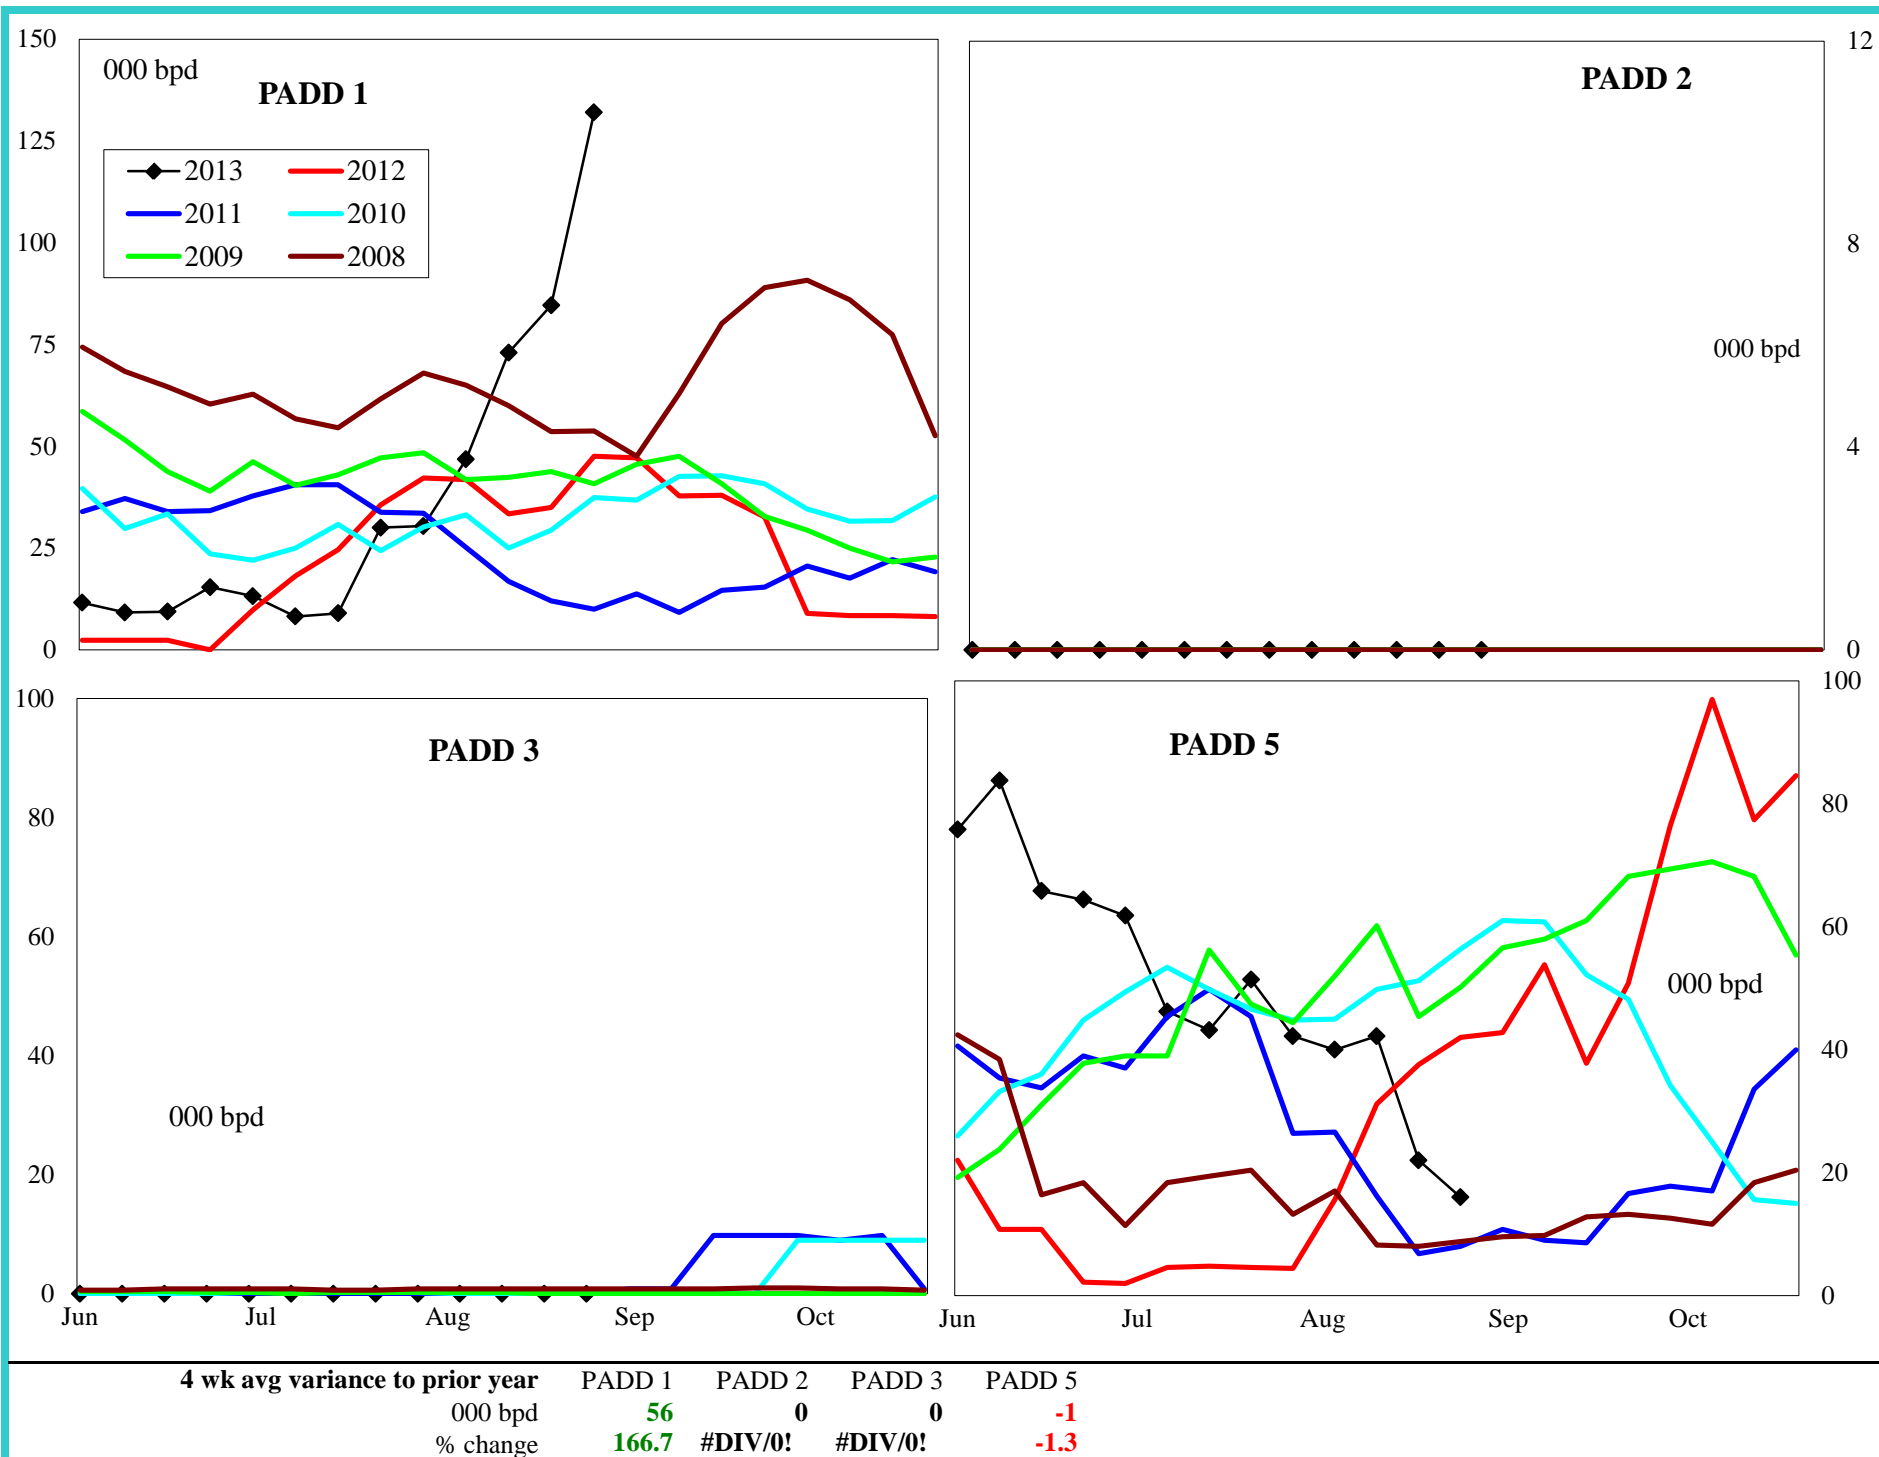 150
125
100
75
50
25
0
000 bpd
PADD 1
2013 2012
2011 2010
2009 2008
PADD 2
12
8
4
0
000 bpd
100
80
60
40
20
0
PADD 3
000 bpd
Jun Jul Aug Sep Oct
PADD 5
000 bpd
100
80
60
40
20
0
Jun Jul Aug Sep Oct
4 wk avg variance to prior year PADD 1 PADD 2 PADD 3 PADD 5
000 bpd 56 0 0 -1
% change 166.7 #DIV/0! #DIV/0! -1.3